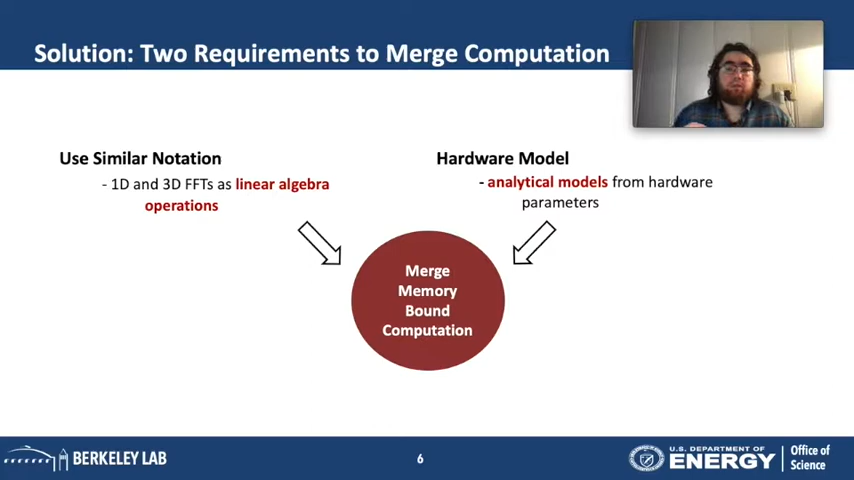 Solution: Two Requirements to Merge Computation
Use Similar Notation
- 1D and 3D FFTs as linear algebra
operations
Hardware Model
- analytical models from hardware
parameters
Merge
Memory
Bound
Computation
BERKELEY LAB
6
U.S. DEPARTMENT OF
ENERGY
Office of
Science